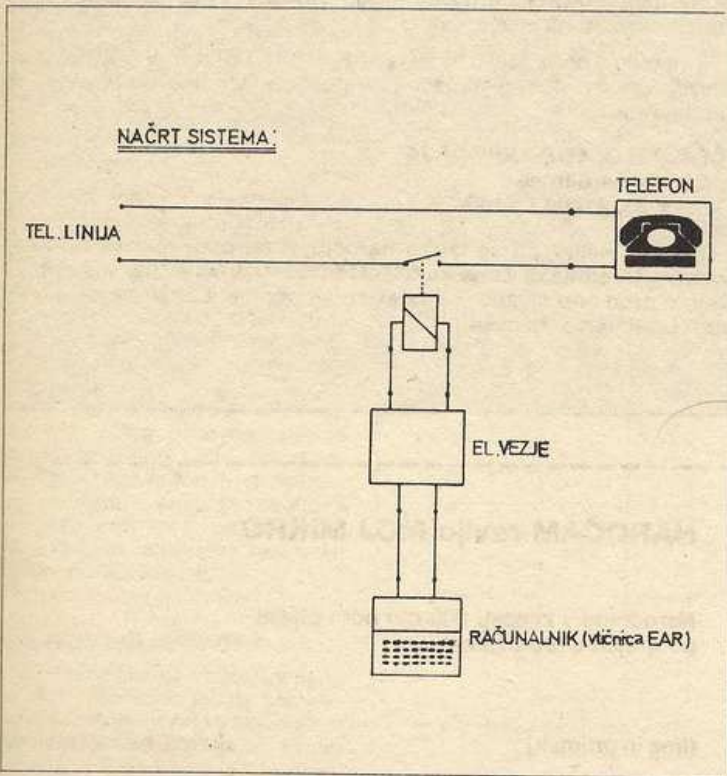 NAČRT SISTEMA:
TELEFON
TEL. LINIJA
EL. VEZJE
RAČUNALNIK (vtičnica EAR)